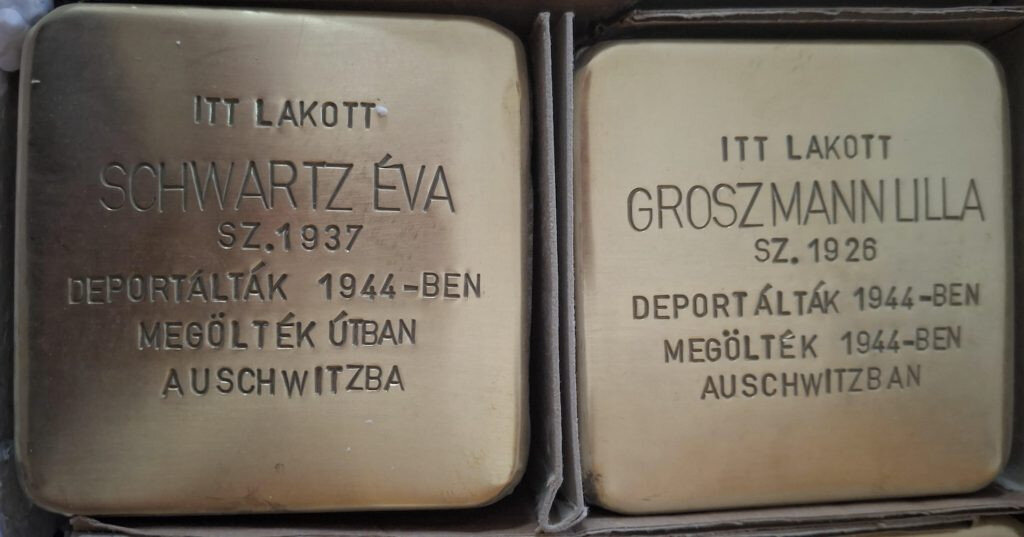 ITT LAKOTT
SCHWARTZ ÉVA
SZ.1937
DEPORTÁLTÁK 1944-BEN
MEGÖLTÉK ÚTBAN
AUSCHWITZBA
ITT LAKOTT
GROSZMANN LILLA
SZ. 1926
DEPORTÁLTÁK 1944-BEN
MEGÖLTÉK 1944-BEN
AUSCHWITZBAN